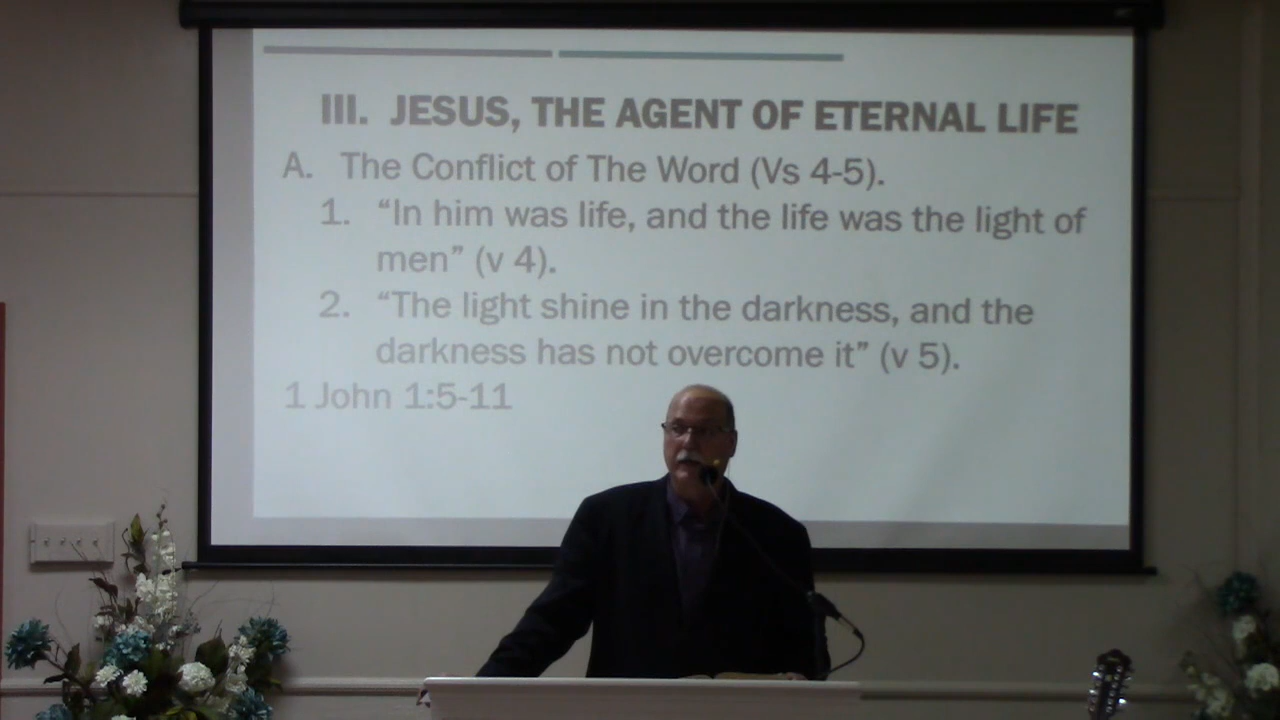 III. JESUS, THE AGENT OF ETERNAL LIFE
A. The Conflict of The Word (Vs 4-5).
1. “In him was life, and the life was the light of
men” (v 4).
2. “The light shine in the darkness, and the
darkness has not overcome it” (v 5).
1 John 1:5-11